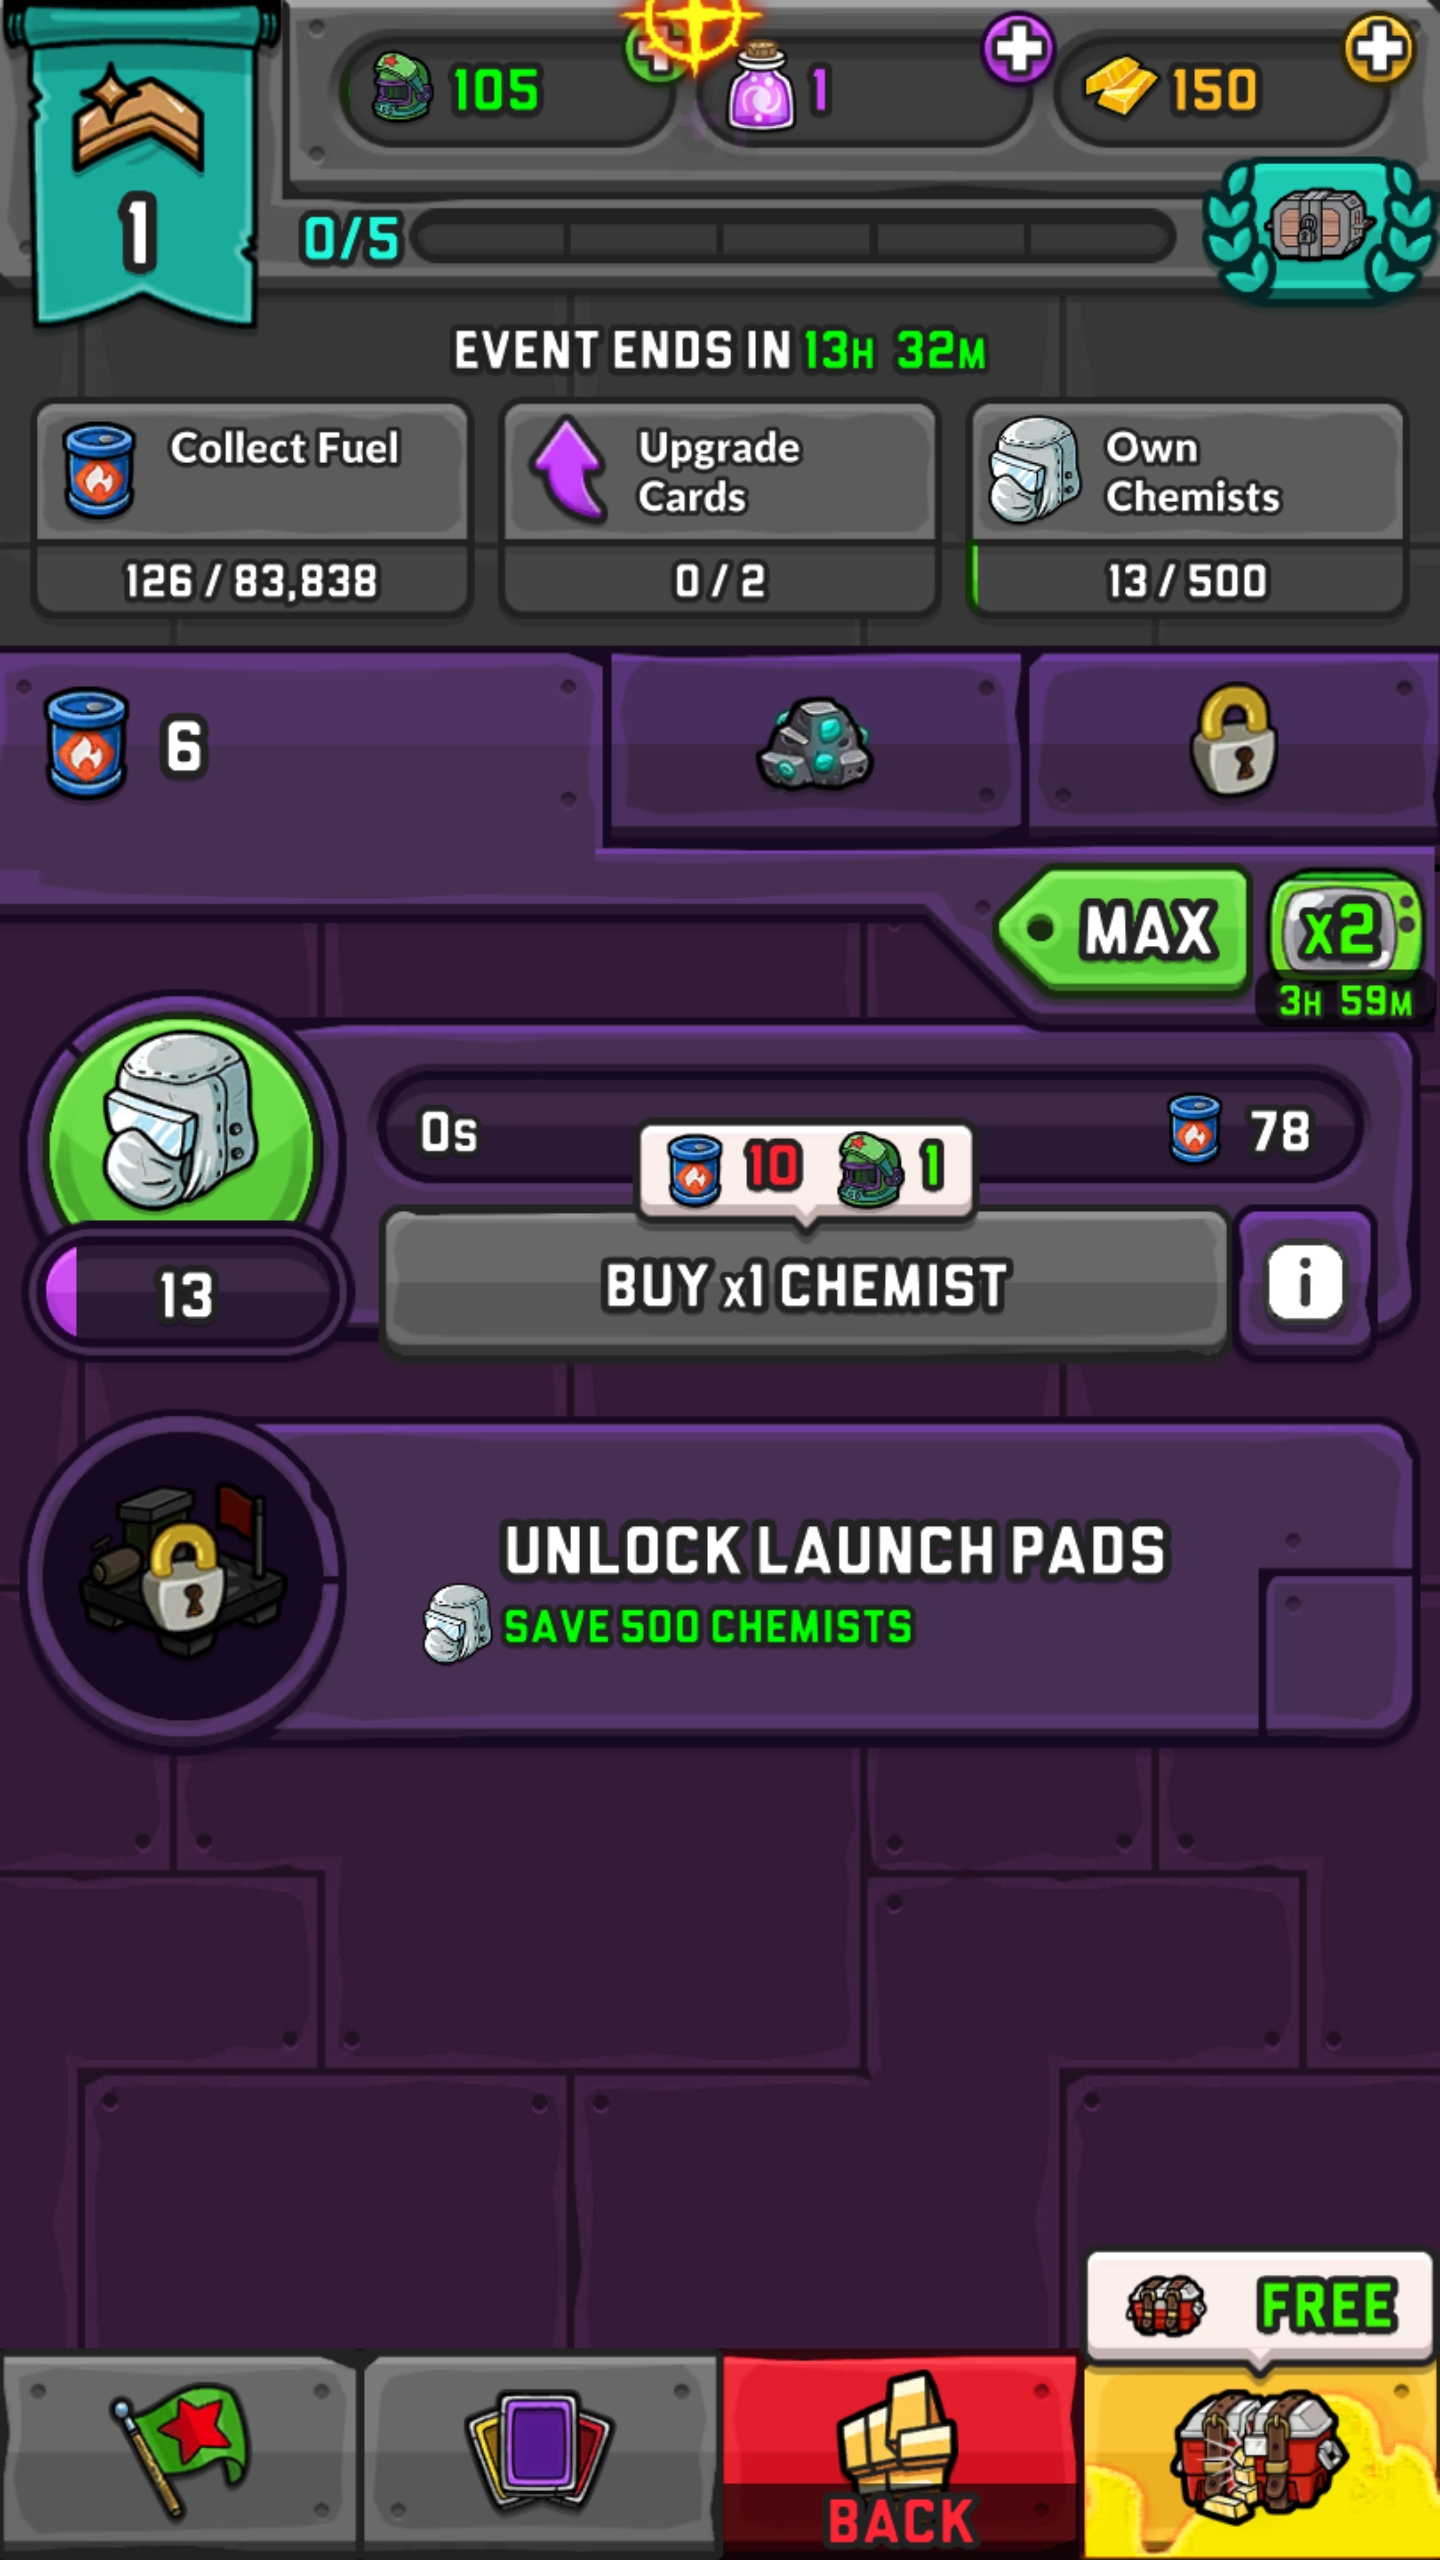 105
1
150
1
0/5
EVENT ENDS IN 13H 32M
Collect Fuel
126 / 83,838
Upgrade
Cards
0 / 2
Own
Chemists
13 / 500
6
MAX
x2
3H 59M
0s
78
10
1
13
BUY x1 CHEMIST
i
UNLOCK LAUNCH PADS
SAVE 500 CHEMISTS
FREE
BACK